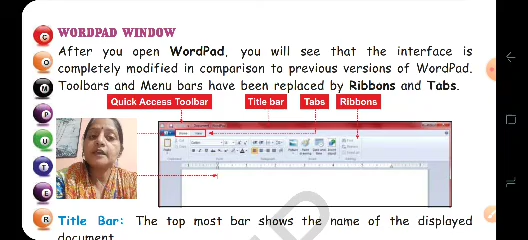 WORDPAD WINDOW
After you open WordPad, you will see that the interface is
completely modified in comparison to previous versions of WordPad.
Toolbars and Menu bars have been replaced by Ribbons and Tabs.
Quick Access Toolbar Title bar Tabs Ribbons
Title Bar: The top most bar shows the name of the displayed
document.
C
O
M
P
U
T
E
R